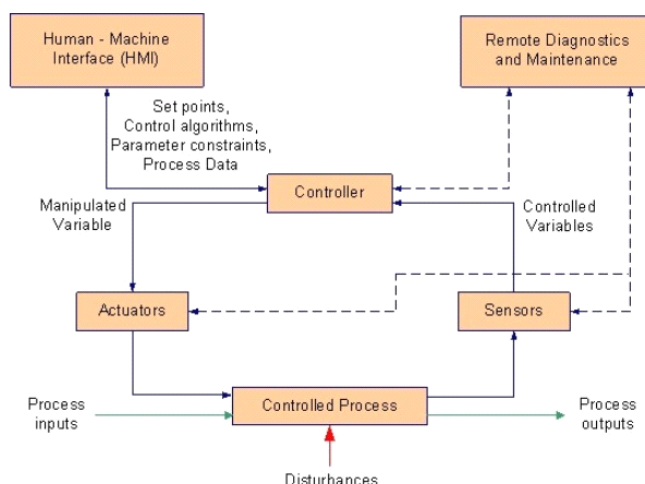 Human - Machine
Interface (HMI)
Remote Diagnostics
and Maintenance
Set points,
Control algorithms,
Parameter constraints,
Process Data
Controller
Manipulated
Variable
Controlled
Variables
Actuators
Sensors
Process
inputs
Controlled Process
Process
outputs
Disturbances